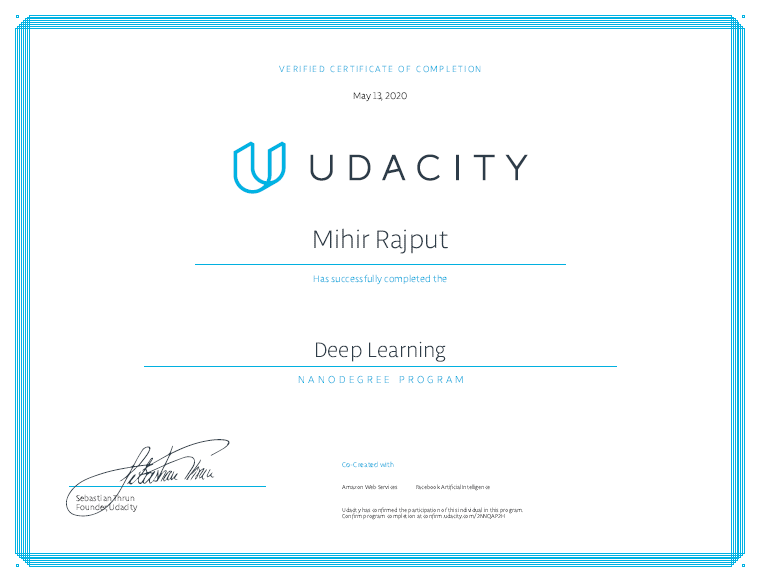 VERIFIED CERTIFICATE OF COMPLETION
May 13, 2020
UDACITY
Mihir Rajput
Has successfully completed the
Deep Learning
NANODEGREE PROGRAM
Sebastian Thrun
Sebastian Thrun
Founder, Udacity
Co-Created with
Amazon Web Services Facebook Artificial Intelligence
Udacity has confirmed the participation of this individual in this program.
Confirm program completion at confirm.udacity.com/